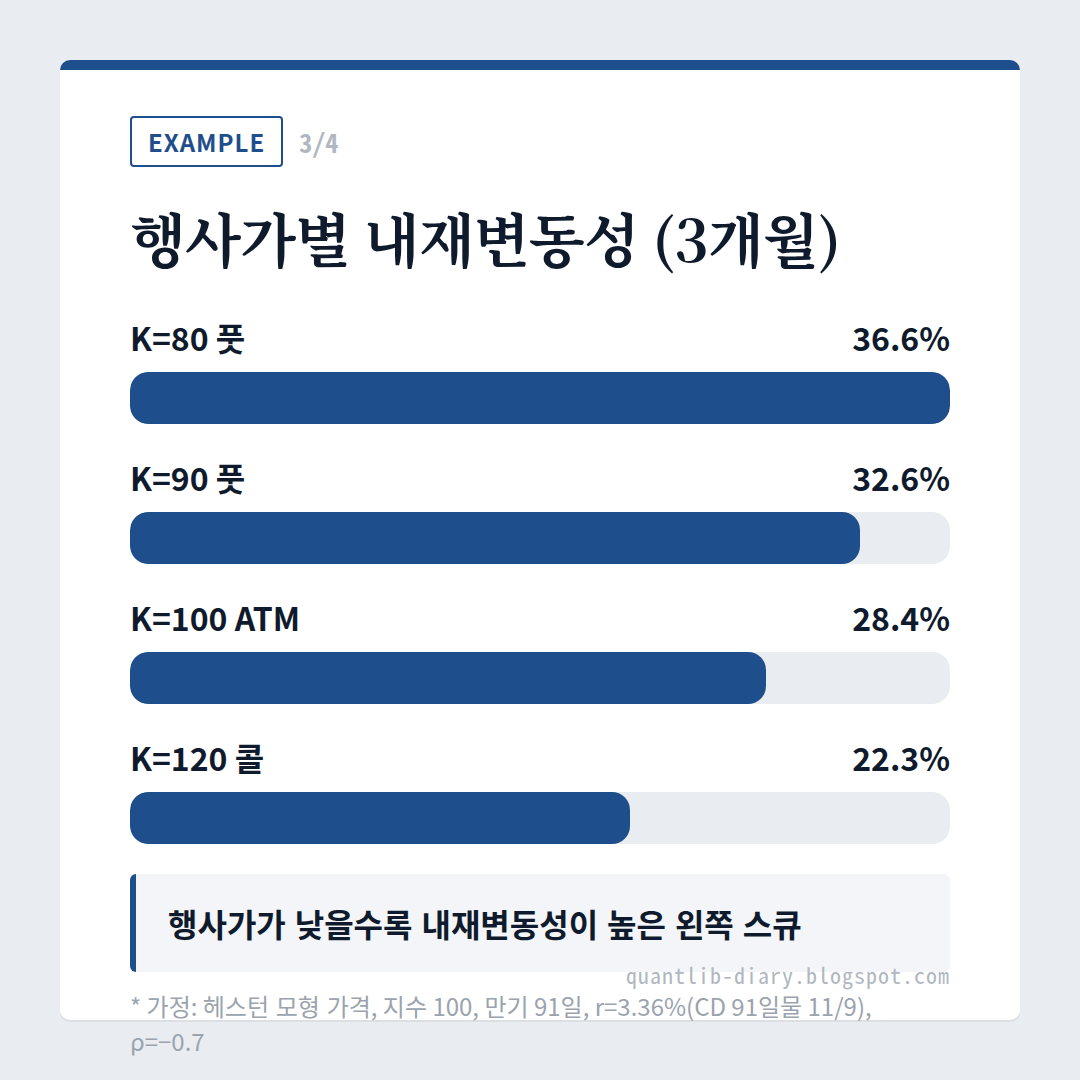 EXAMPLE 3/4
행사가별 내재변동성 (3개월)
K=80 풋 36.6%
K=90 풋 32.6%
K=100 ATM 28.4%
K=120 콜 22.3%
행사가가 낮을수록 내재변동성이 높은 왼쪽 스큐
quantlib-diary.blogspot.com
* 가정: 헤스턴 모형 가격, 지수 100, 만기 91일, r=3.36%(CD 91일물 11/9),
ρ=−0.7